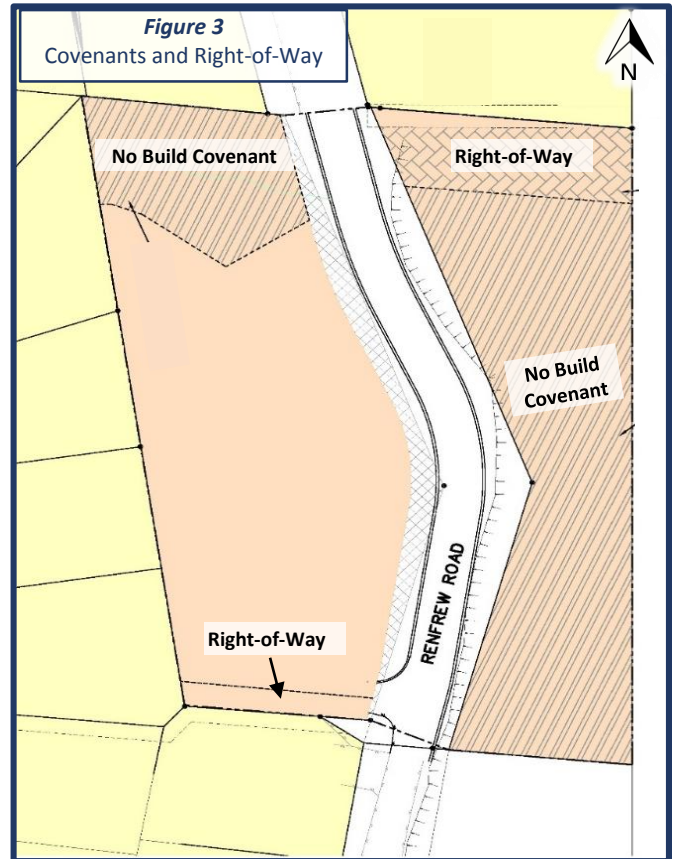 Figure 3
Covenants and Right-of-Way
N
No Build Covenant
Right-of-Way
No Build
Covenant
RENFREW ROAD
Right-of-Way